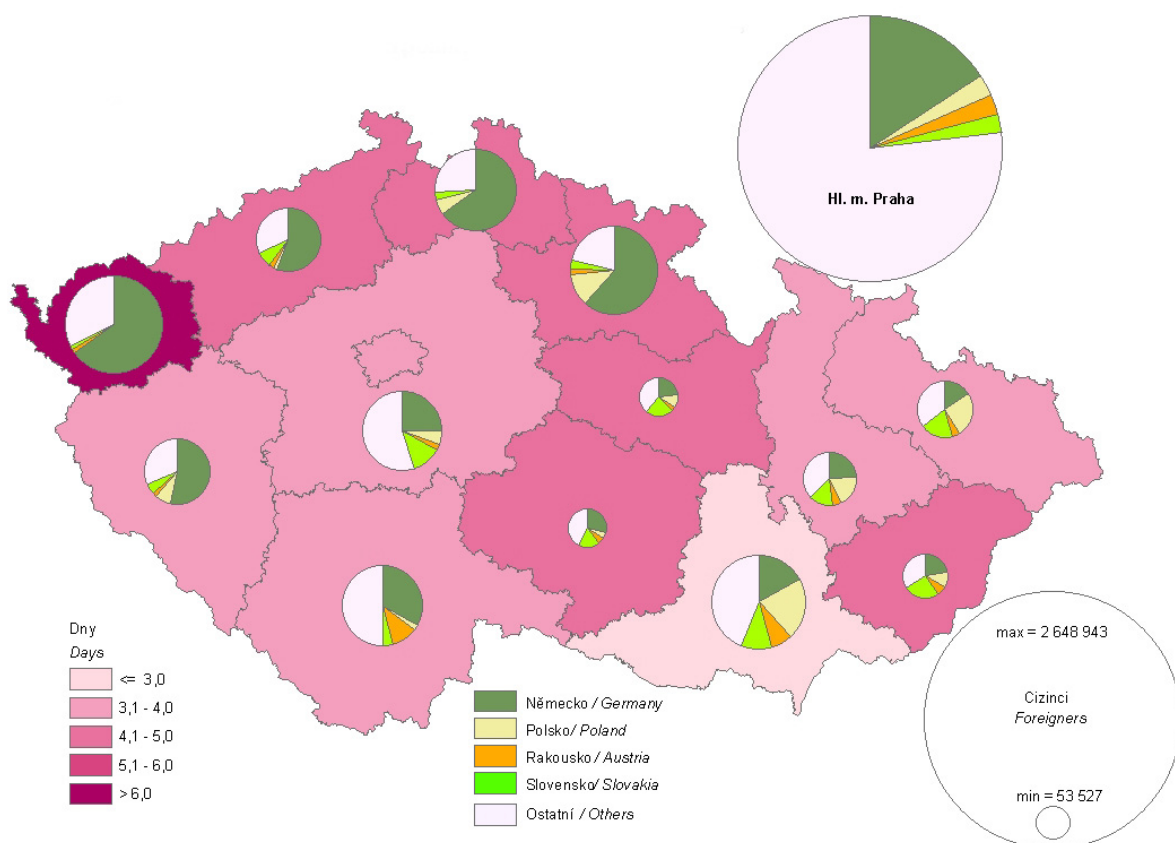 Hl. m. Praha
Dny
Days
<= 3,0
3,1 - 4,0
4,1 - 5,0
5,1 - 6,0
>6,0
Německo / Germany
Polsko/ Poland
Rakousko / Austria
Slovensko/ Slovakia
Ostatní / Others
max = 2 648 943
Cizinci
Foreigners
min = 53 527